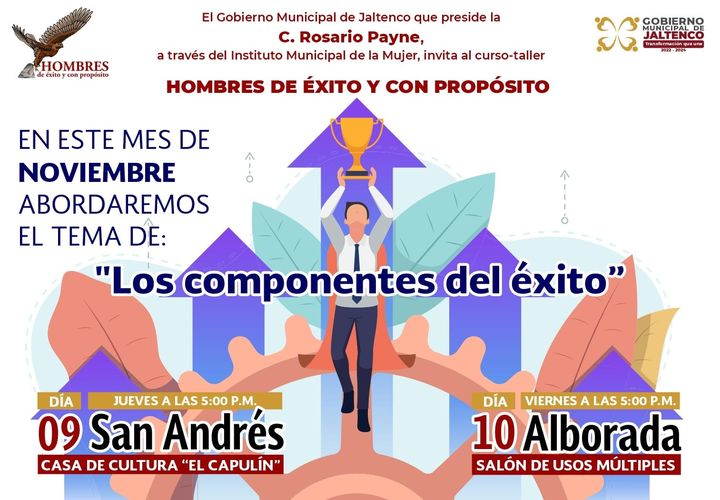 El Gobierno Municipal de Jaltenco que preside la
C. Rosario Payne,
a través del Instituto Municipal de la Mujer, invita al curso-taller
HOMBRES DE ÉXITO Y CON PROPÓSITO
HOMBRES
de éxito y con propósito
GOBIERNO
MUNICIPAL DE
JALTENCO
Transformación que une
2022 - 2024
EN ESTE MES DE
NOVIEMBRE
ABORDAREMOS
EL TEMA DE:
"Los componentes del éxito”
DÍA JUEVES A LAS 5:00 P.M.
09 San Andrés
CASA DE CULTURA “EL CAPULÍN”
DÍA VIERNES A LAS 5:00 P.M.
10 Alborada
SALÓN DE USOS MÚLTIPLES